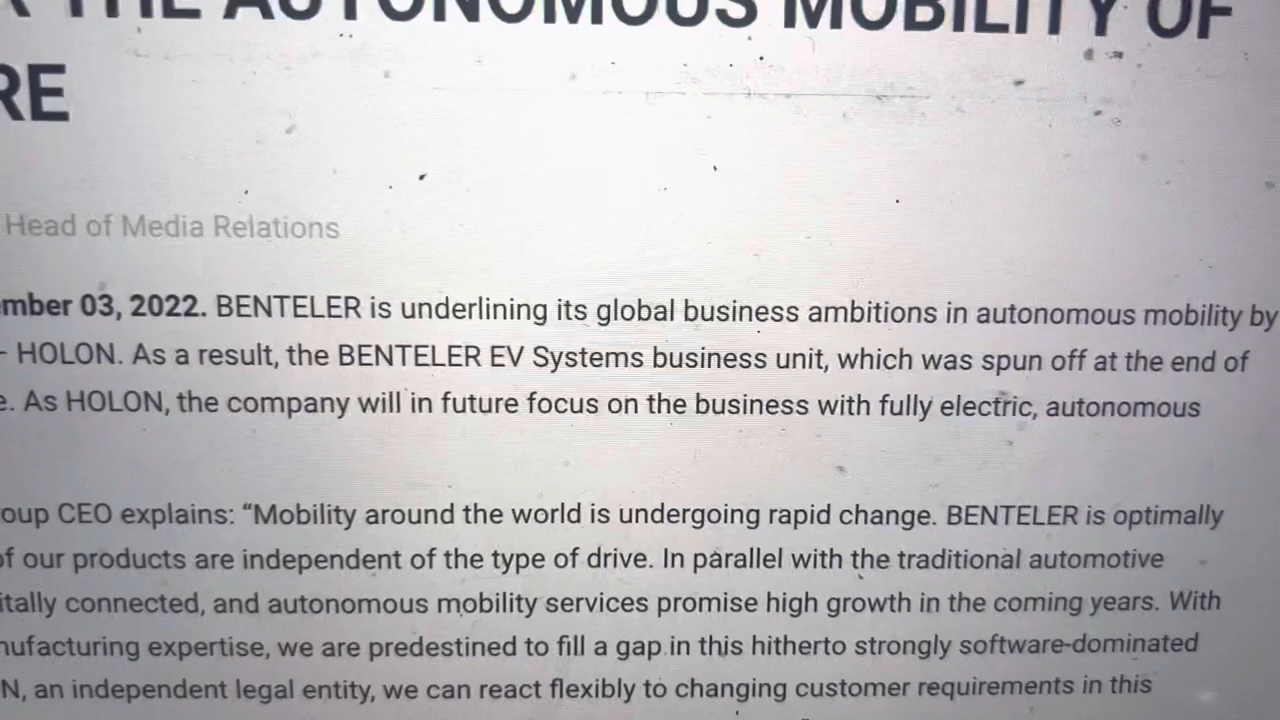 THE AUTONOMOUS MOBILITY OF
RE
Head of Media Relations
mber 03, 2022. BENTELER is underlining its global business ambitions in autonomous mobility by
- HOLON. As a result, the BENTELER EV Systems business unit, which was spun off at the end of
e. As HOLON, the company will in future focus on the business with fully electric, autonomous
oup CEO explains: “Mobility around the world is undergoing rapid change. BENTELER is optimally
of our products are independent of the type of drive. In parallel with the traditional automotive
itally connected, and autonomous mobility services promise high growth in the coming years. With
nufacturing expertise, we are predestined to fill a gap in this hitherto strongly software-dominated
N, an independent legal entity, we can react flexibly to changing customer requirements in this